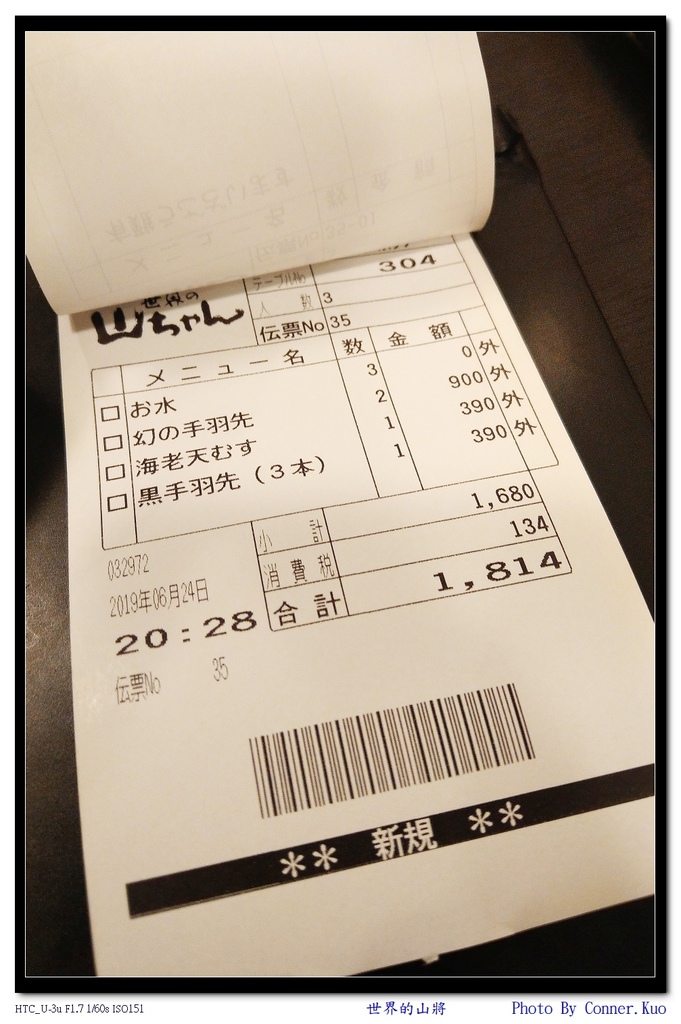 304
テーブルNo
世界の
人 数 3
山ちゃん
伝票No 35
メニュー名 数 金額
□ お水 3 0外
□ 幻の手羽先 2 900外
□ 海老天むす 1 390外
□ 黒手羽先（3本） 1 390外
小 計 1,680
消費税 134
合計 1,814
032972
2019年06月24日
20:28
伝票No 35
** 新規 **
HTC_U-3u F1.7 1/60s ISO151 世界的山將 Photo By Conner.Kuo